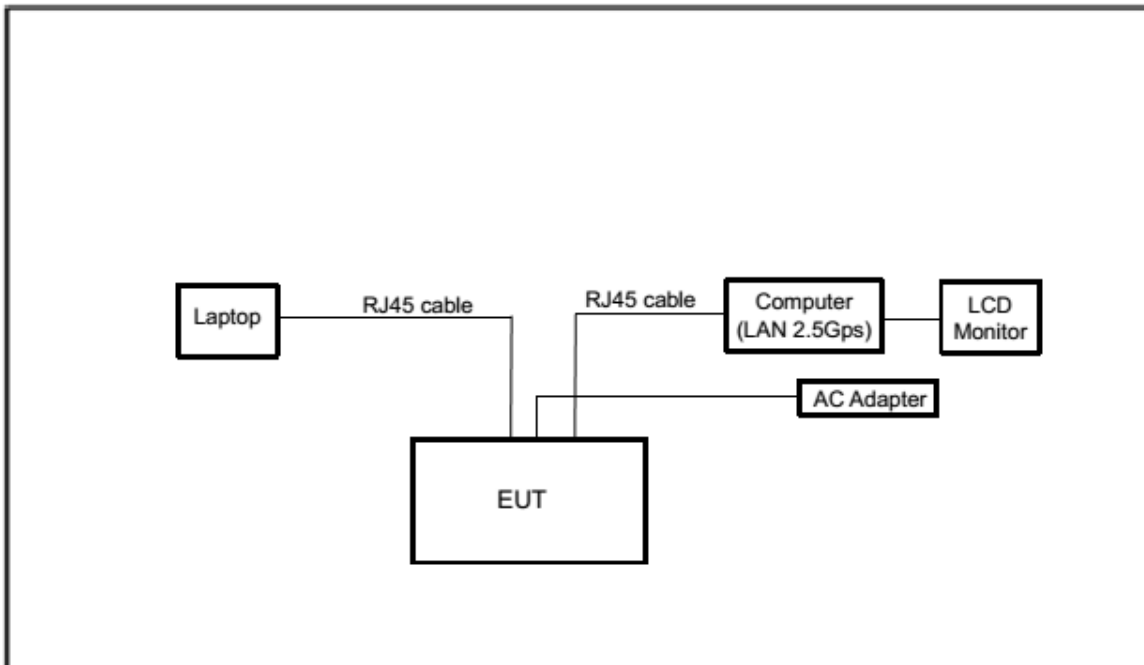 Laptop
RJ45 cable
RJ45 cable
Computer
(LAN 2.5Gps)
LCD
Monitor
AC Adapter
EUT